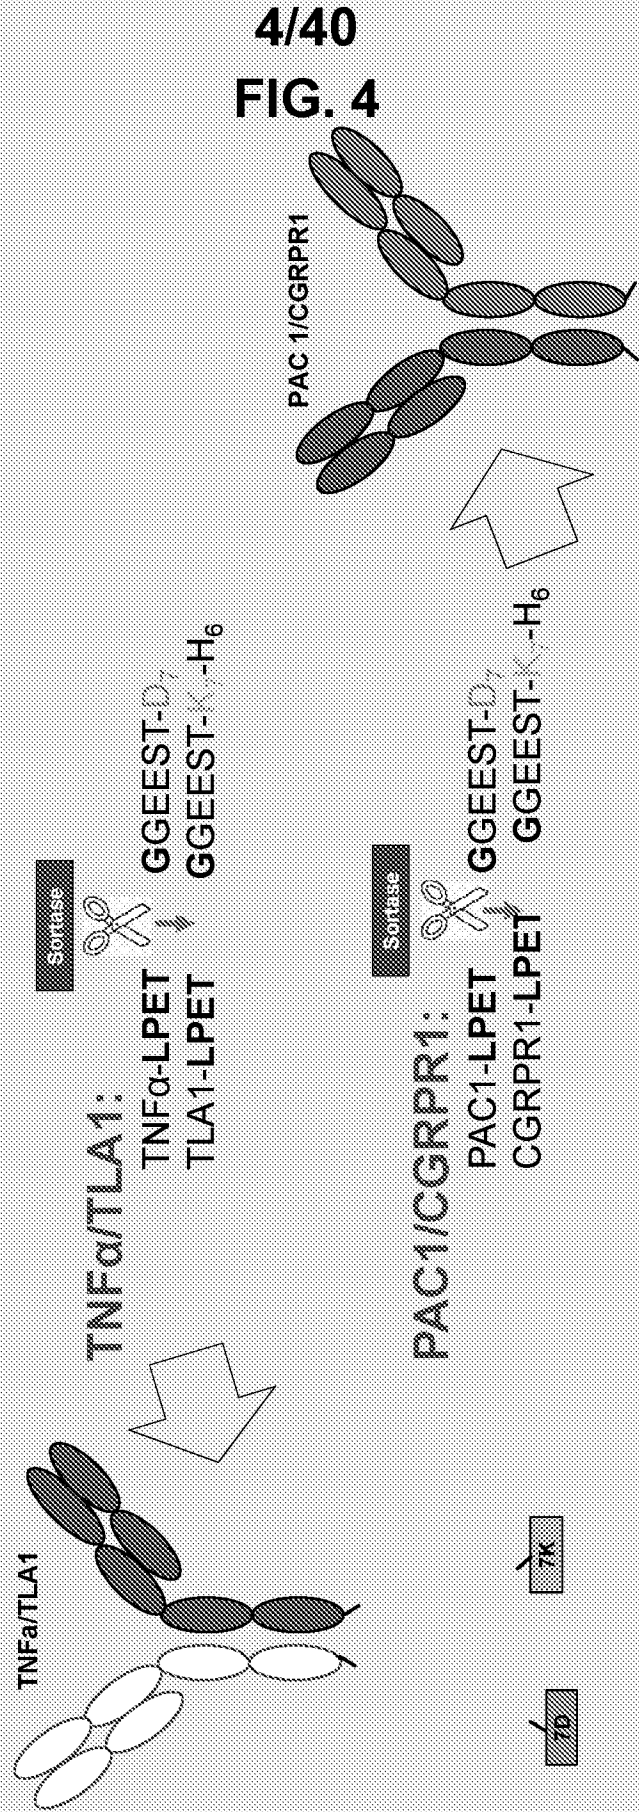 4/40
FIG. 4
TNFa/TLA1
TNFα/TLA1:
Sortase
TNFα-LPET GGEEST-D7
TLA1-LPET GGEEST-K7-H6
PAC 1/CGRPR1
PAC1/CGRPR1:
Sortase
PAC1-LPET GGEEST-D7
CGRPR1-LPET GGEEST-K7-H6
7D
7K